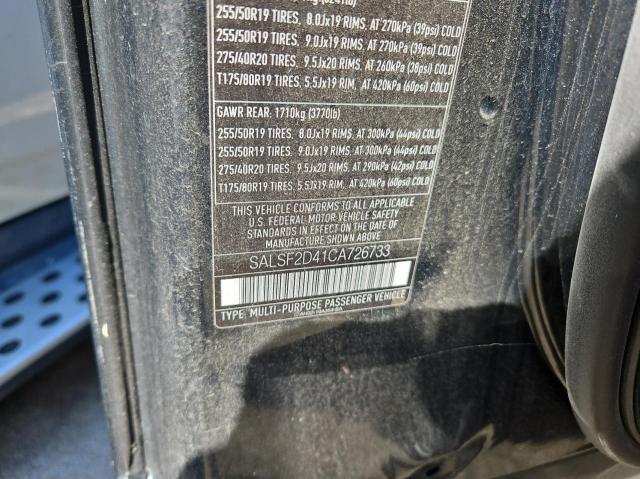 255/50R19 TIRES, 8.0Jx19 RIMS, AT 270kPa (39psi) COLD
255/50R19 TIRES, 9.0Jx19 RIMS, AT 270kPa (39psi) COLD
275/40R20 TIRES, 9.5Jx20 RIMS, AT 260kPa (38psi) COLD
T175/80R19 TIRES, 5.5Jx19 RIM, AT 420kPa (60psi) COLD
GAWR REAR: 1710kg (3770lb)
255/50R19 TIRES, 8.0Jx19 RIMS, AT 300kPa (44psi) COLD
255/50R19 TIRES, 9.0Jx19 RIMS, AT 300kPa (44psi) COLD
275/40R20 TIRES, 9.5Jx20 RIMS, AT 290kPa (42psi) COLD
T175/80R19 TIRES, 5.5JR19 RIM, AT 420kPa (60psi) COLD
THIS VEHICLE CONFORMS TO ALL APPLICABLE
U.S. FEDERAL MOTOR VEHICLE SAFETY
STANDARDS IN EFFECT ON THE DATE OF
MANUFACTURE SHOWN ABOVE.
SALSF2D41CA726733
TYPE: MULTI-PURPOSE PASSENGER VEHICLE